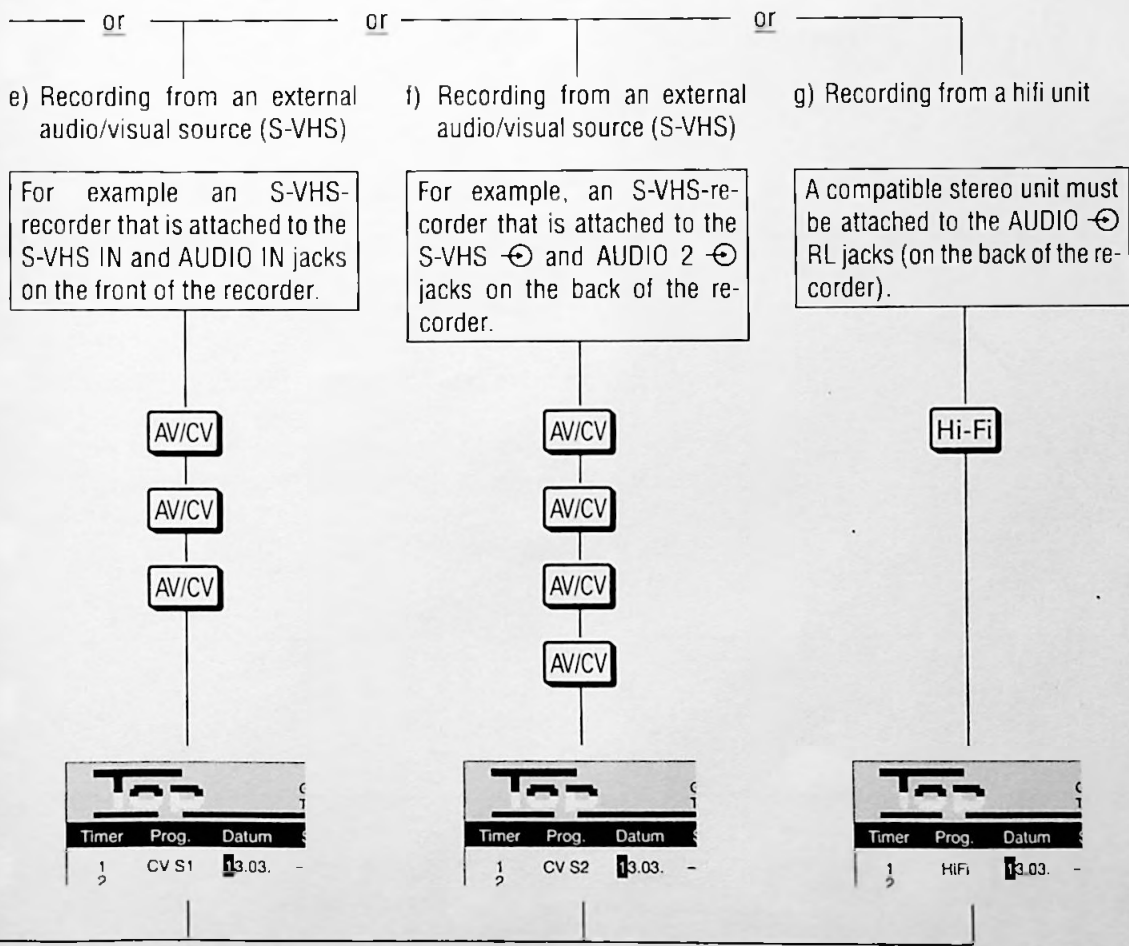 or or or
e) Recording from an external
audio/visual source (S-VHS)
For example an S-VHS-
recorder that is attached to the
S-VHS IN and AUDIO IN jacks
on the front of the recorder.
AV/CV
AV/CV
AV/CV
Top
Timer Prog. Datum
1 CV S1 13.03. –
2
f) Recording from an external
audio/visual source (S-VHS)
For example, an S-VHS-re-
corder that is attached to the
S-VHS and AUDIO 2
jacks on the back of the re-
corder.
AV/CV
AV/CV
AV/CV
AV/CV
Top
Timer Prog. Datum
1 CV S2 13.03. –
2
g) Recording from a hifi unit
A compatible stereo unit must
be attached to the AUDIO
RL jacks (on the back of the re-
corder).
Hi-Fi
Top
Timer Prog. Datum
1 HiFi 13.03. –
2